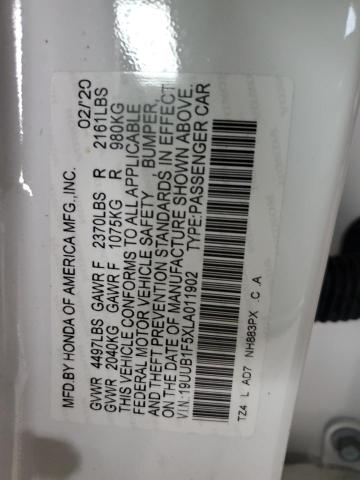 MFD.BY HONDA OF AMERICA MFG.,INC. 02/20
GVWR 4497LBS GAWR F 2370LBS R 2161LBS
GVWR 2040KG GAWR F 1075KG R 980KG
THIS VEHICLE CONFORMS TO ALL APPLICABLE
FEDERAL MOTOR VEHICLE SAFETY BUMPER,
AND THEFT PREVENTION STANDARDS IN EFFECT
ON THE DATE OF MANUFACTURE SHOWN ABOVE.
V.I.N:19UUB1F5XLA011902 TYPE:PASSENGER CAR
TZ4 L AD7 NH883PX .C .A